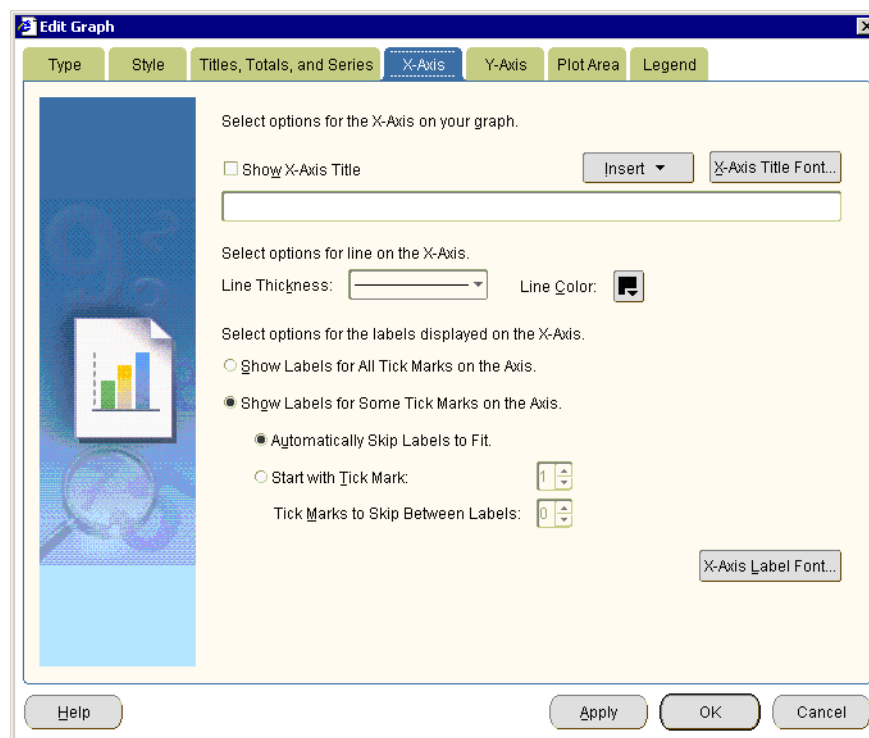 Edit Graph
Type Style Titles, Totals, and Series X-Axis Y-Axis Plot Area Legend
Select options for the X-Axis on your graph.
Show X-Axis Title Insert X-Axis Title Font...
Select options for line on the X-Axis.
Line Thickness: Line Color:
Select options for the labels displayed on the X-Axis.
Show Labels for All Tick Marks on the Axis.
Show Labels for Some Tick Marks on the Axis.
Automatically Skip Labels to Fit.
Start with Tick Mark: 1
Tick Marks to Skip Between Labels: 0
X-Axis Label Font...
Help Apply OK Cancel